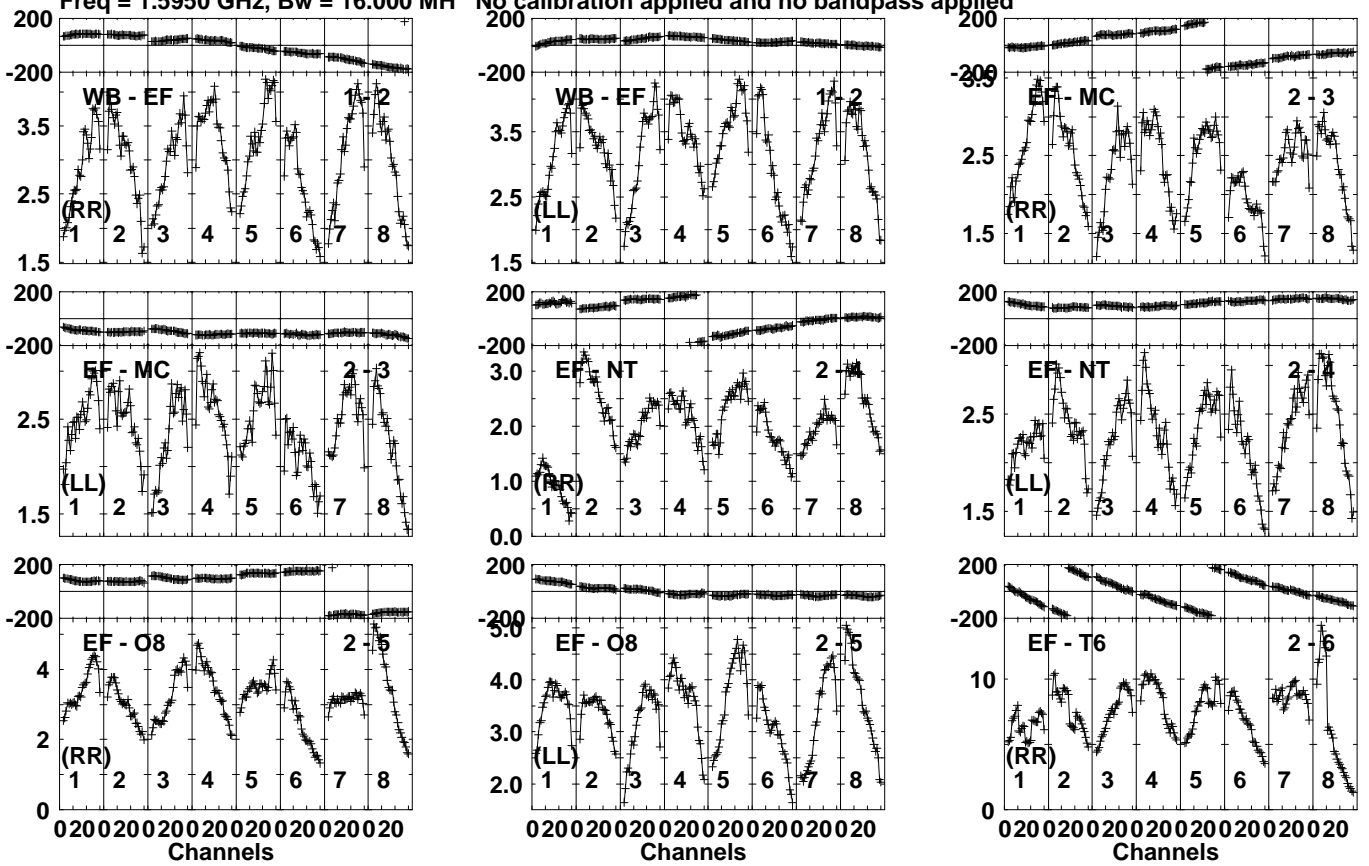 Freq = 1.5950 GHz, Bw = 16.000 MH No calibration applied and no bandpass applied
200 200 200
-200 -200 -200
WB - EF 1 - 2 WB - EF 1 - 2 3.5 EF - MC 2 - 3
3.5 3.5
2.5 2.5 2.5
(RR) (LL) (RR)
1 2 3 4 5 6 7 8 1 2 3 4 5 6 7 8 1 2 3 4 5 6 7 8
1.5 1.5 1.5
200 200 200
-200 -200 -200
EF - MC 2 - 3 3.0 EF - NT 2 - 4 EF - NT 2 - 4
2.5 2.0 2.5
(LL) 1.0 (RR) (LL)
1.5 1 2 3 4 5 6 7 8 1 2 3 4 5 6 7 8 1.5 1 2 3 4 5 6 7 8
0.0
200 200 200
-200 -200 -200
EF - O8 2 - 5 5.0 EF - O8 2 - 5 EF - T6 2 - 6
4 4.0 10
3.0
2 (RR) (LL) (RR)
1 2 3 4 5 6 7 8 2.0 1 2 3 4 5 6 7 8 1 2 3 4 5 6 7 8
0 0
0 20 0 20 0 20 0 20 0 20 0 20 0 20 0 20 0 20 0 20 0 20 0 20 0 20 0 20 0 20 0 20 0 20 0 20 0 20 0 20 0 20 0 20 0 20 0 20
Channels Channels Channels